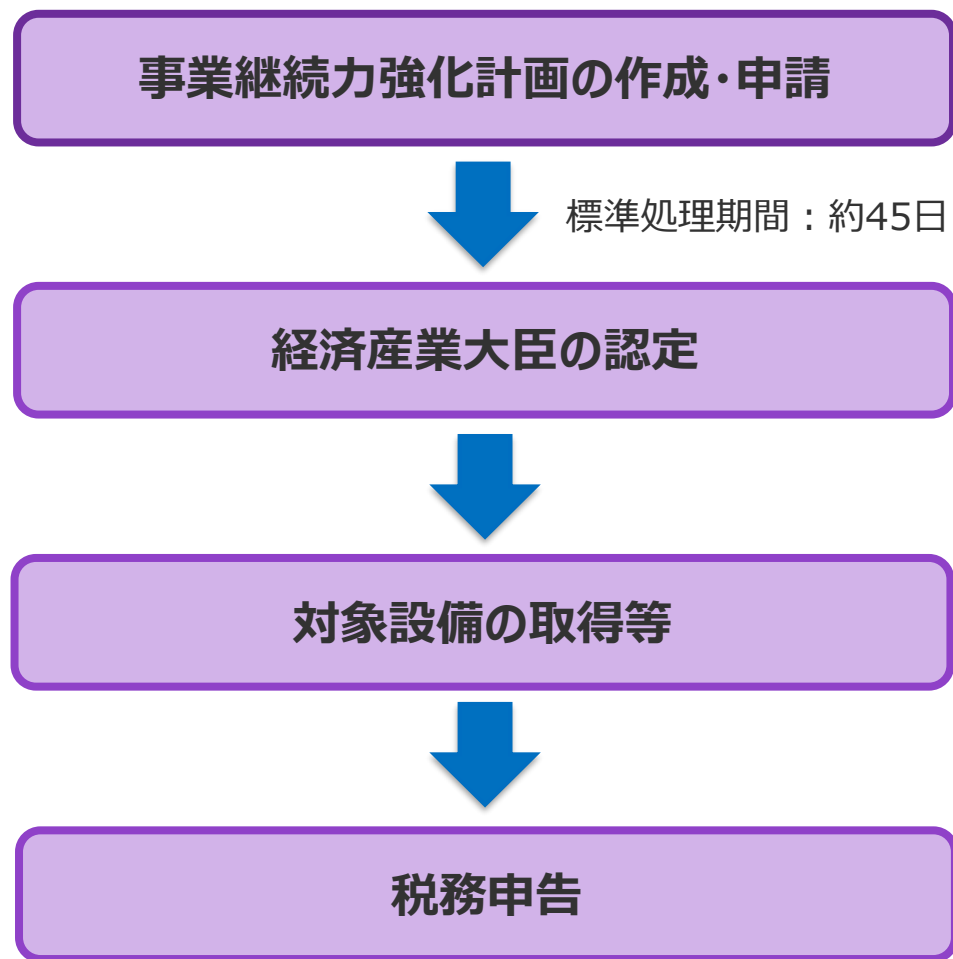 事業継続力強化計画の作成･申請
標準処理期間：約45日
経済産業大臣の認定
対象設備の取得等
税務申告